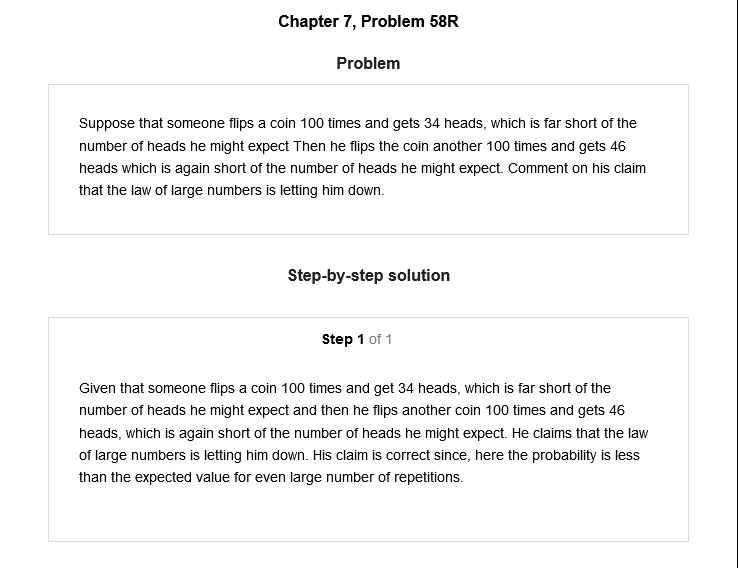 Chapter 7, Problem 58R
Problem
Suppose that someone flips a coin 100 times and gets 34 heads, which is far short of the
number of heads he might expect Then he flips the coin another 100 times and gets 46
heads which is again short of the number of heads he might expect. Comment on his claim
that the law of large numbers is letting him down.
Step-by-step solution
Step 1 of 1
Given that someone flips a coin 100 times and get 34 heads, which is far short of the
number of heads he might expect and then he flips another coin 100 times and gets 46
heads, which is again short of the number of heads he might expect. He claims that the law
of large numbers is letting him down. His claim is correct since, here the probability is less
than the expected value for even large number of repetitions.